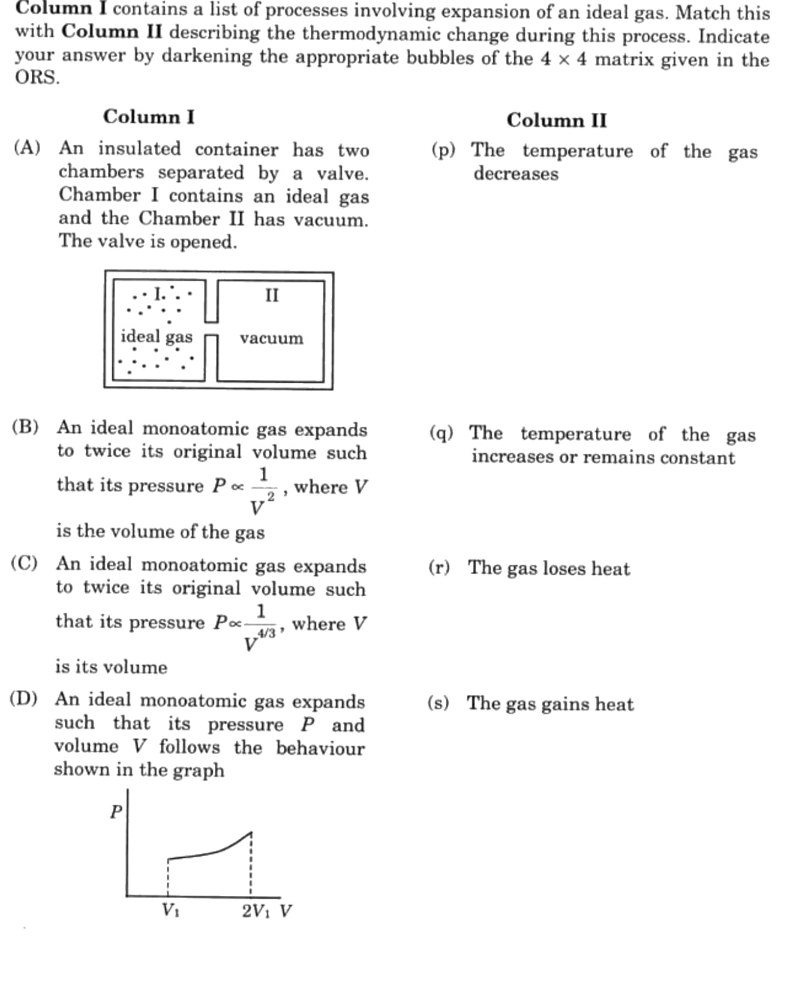 Column I contains a list of processes involving expansion of an ideal gas. Match this
with Column II describing the thermodynamic change during this process. Indicate
your answer by darkening the appropriate bubbles of the 4 × 4 matrix given in the
ORS.
Column I
Column II
(A) An insulated container has two
chambers separated by a valve.
Chamber I contains an ideal gas
and the Chamber II has vacuum.
The valve is opened.
(p) The temperature of the gas
decreases
I.
II
ideal gas
vacuum
(B) An ideal monoatomic gas expands
to twice its original volume such
that its pressure P ∝ 1/V², where V
is the volume of the gas
(q) The temperature of the gas
increases or remains constant
(C) An ideal monoatomic gas expands
to twice its original volume such
that its pressure P∝ 1/V^4/3, where V
is its volume
(r) The gas loses heat
(D) An ideal monoatomic gas expands
such that its pressure P and
volume V follows the behaviour
shown in the graph
(s) The gas gains heat
P
V₁ 2V₁ V